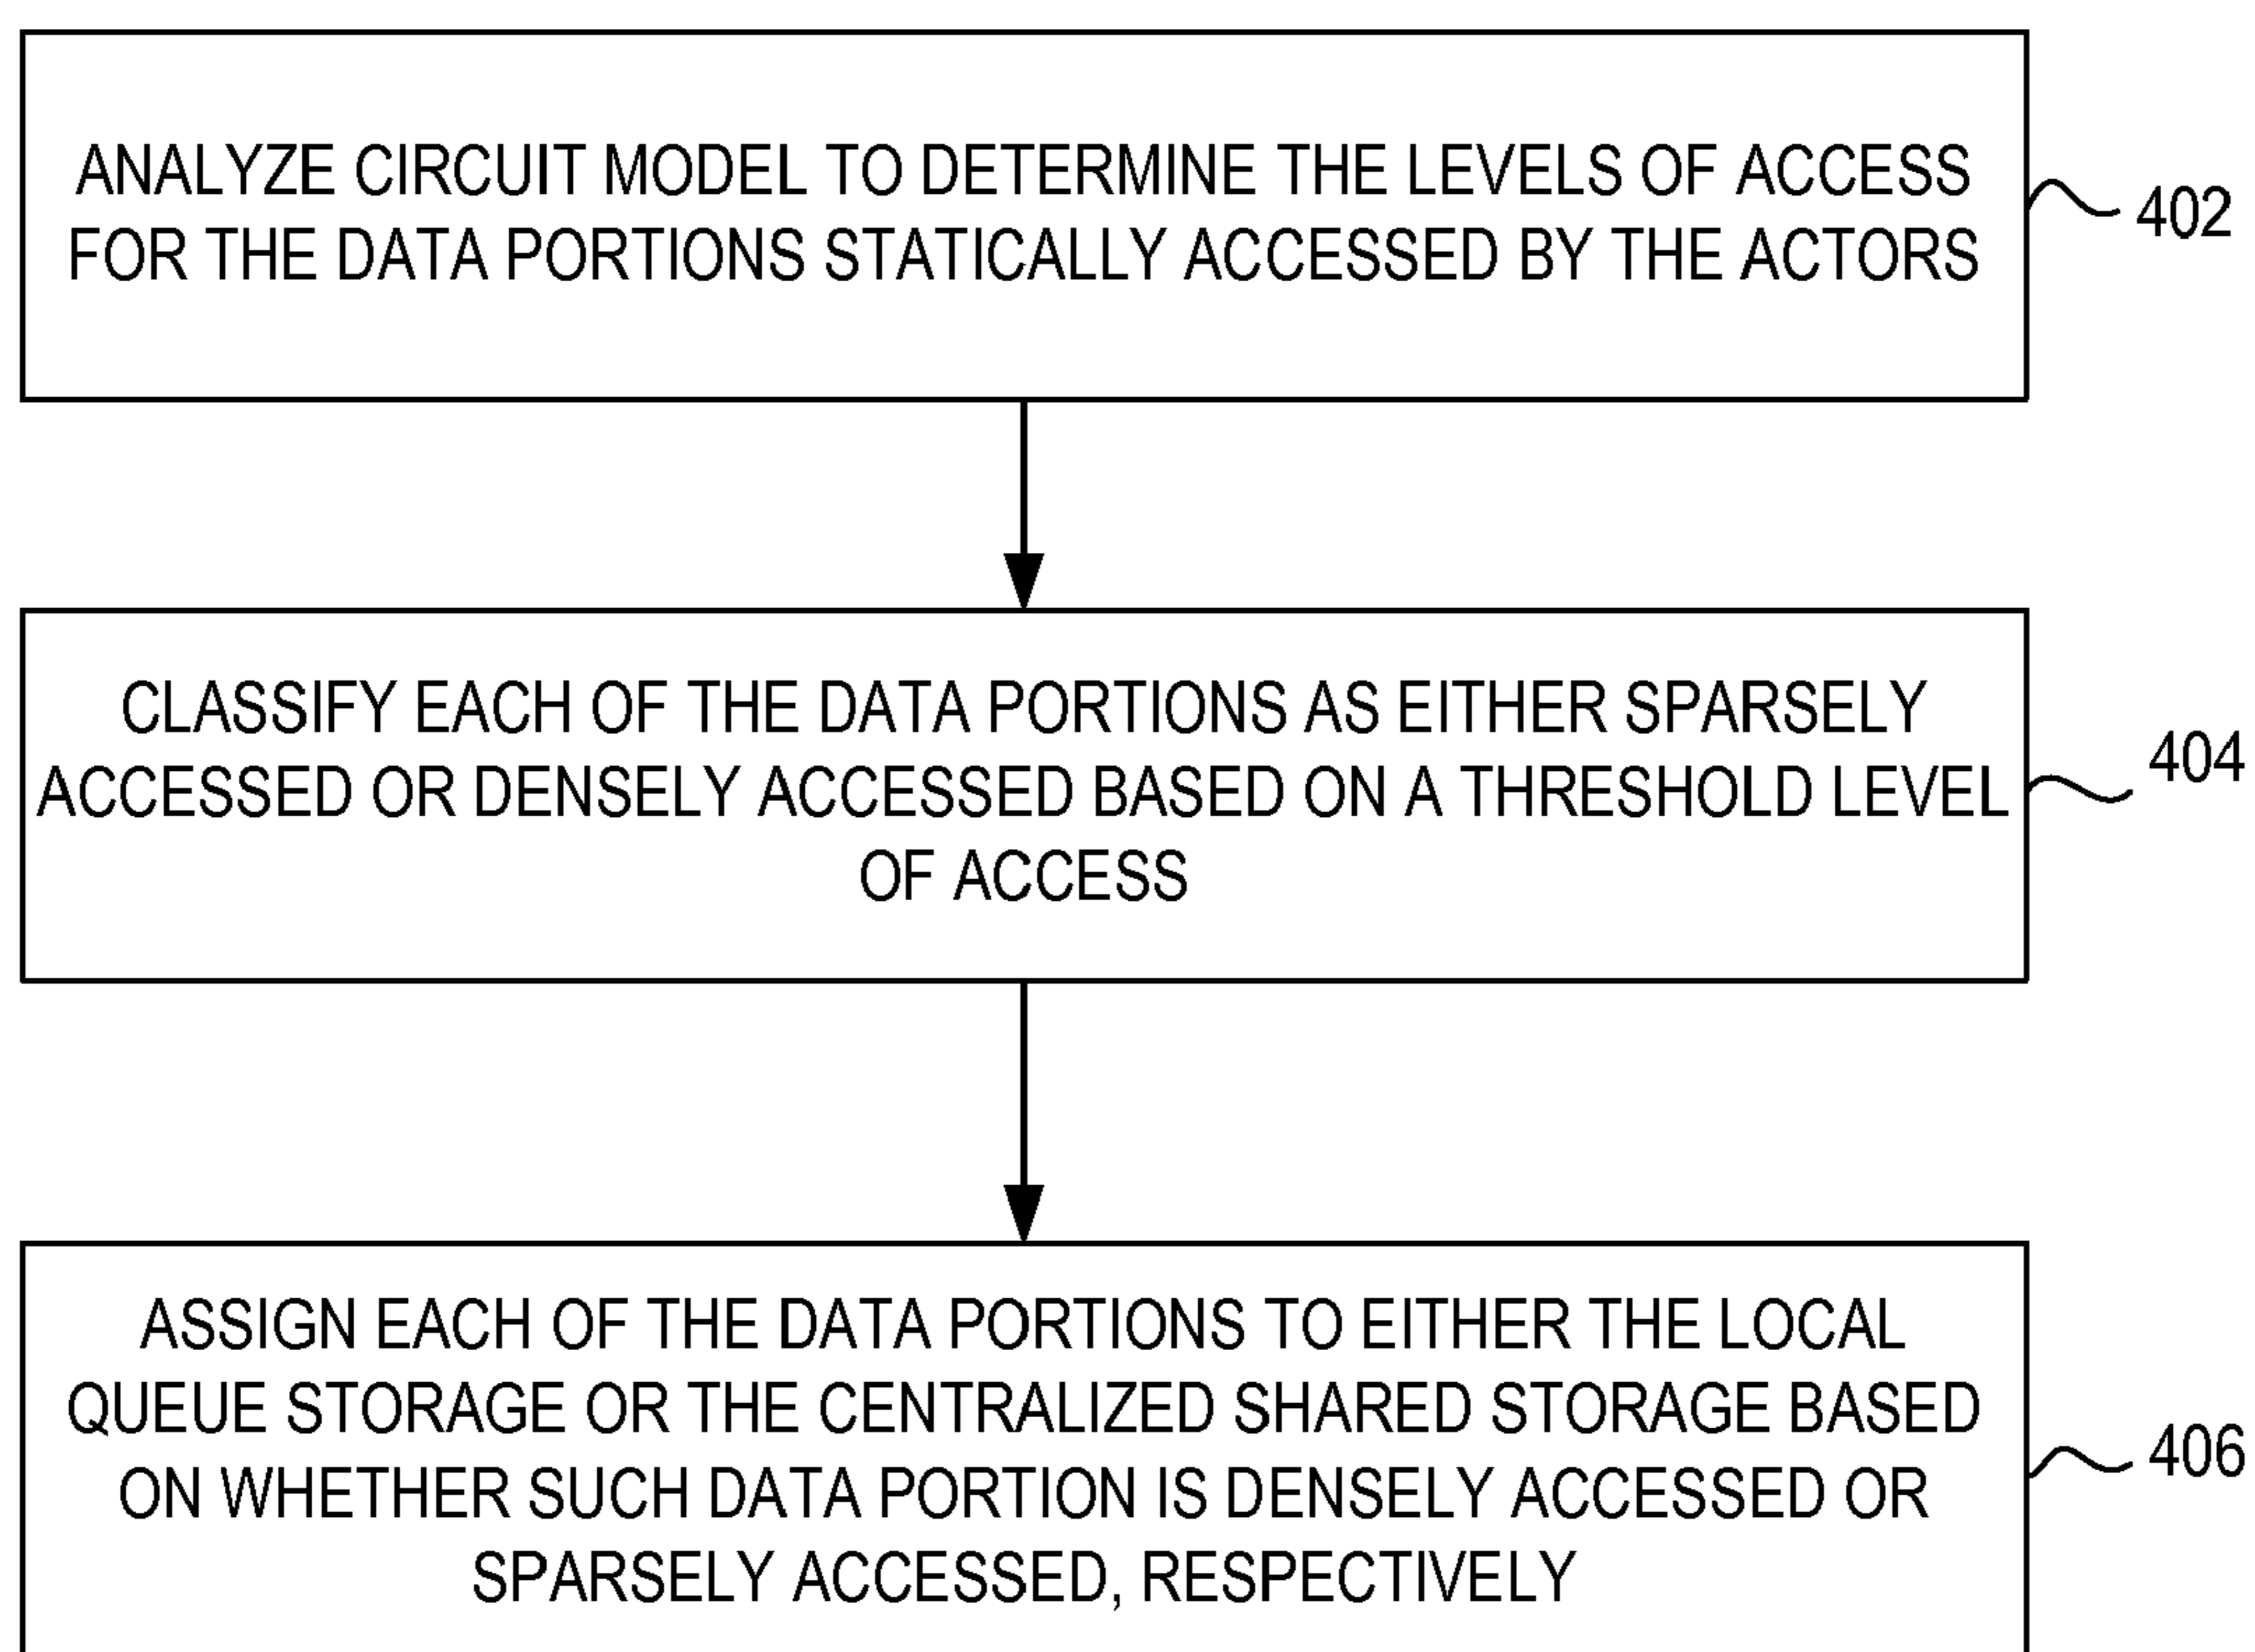 ANALYZE CIRCUIT MODEL TO DETERMINE THE LEVELS OF ACCESS
FOR THE DATA PORTIONS STATICALLY ACCESSED BY THE ACTORS
402
CLASSIFY EACH OF THE DATA PORTIONS AS EITHER SPARSELY
ACCESSED OR DENSELY ACCESSED BASED ON A THRESHOLD LEVEL
OF ACCESS
404
ASSIGN EACH OF THE DATA PORTIONS TO EITHER THE LOCAL
QUEUE STORAGE OR THE CENTRALIZED SHARED STORAGE BASED
ON WHETHER SUCH DATA PORTION IS DENSELY ACCESSED OR
SPARSELY ACCESSED, RESPECTIVELY
406